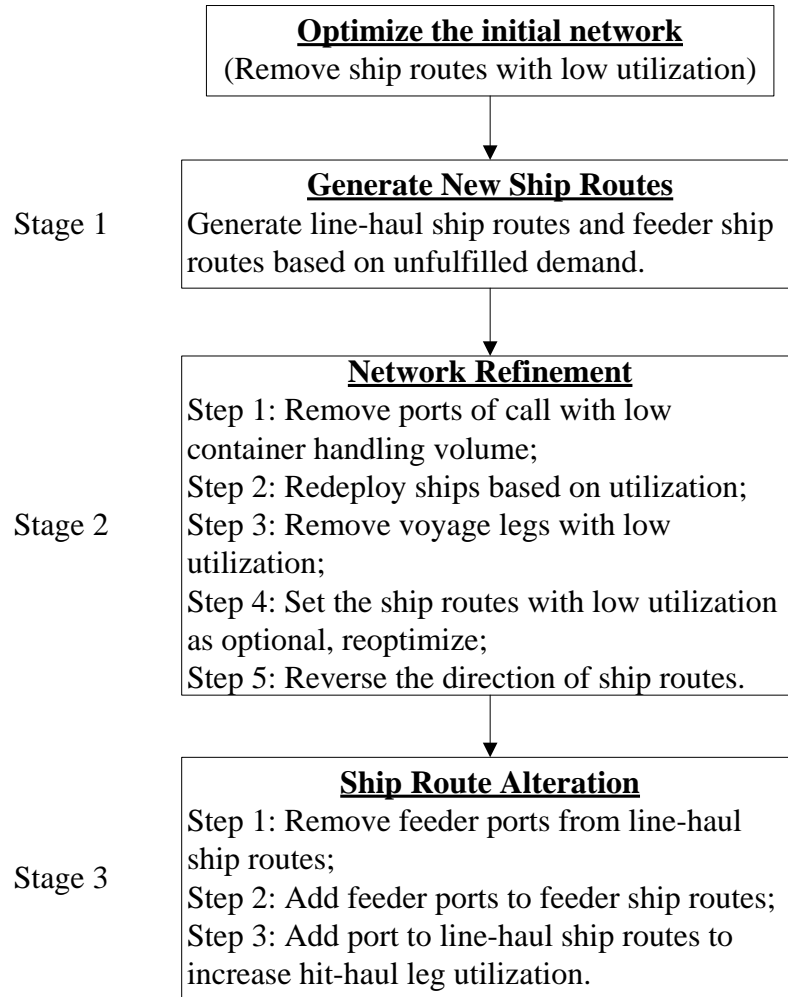 Optimize the initial network
(Remove ship routes with low utilization)
Generate New Ship Routes
Stage 1
Generate line-haul ship routes and feeder ship
routes based on unfulfilled demand.
Network Refinement
Step 1: Remove ports of call with low
container handling volume;
Step 2: Redeploy ships based on utilization;
Stage 2
Step 3: Remove voyage legs with low
utilization;
Step 4: Set the ship routes with low utilization
as optional, reoptimize;
Step 5: Reverse the direction of ship routes.
Ship Route Alteration
Step 1: Remove feeder ports from line-haul
ship routes;
Stage 3
Step 2: Add feeder ports to feeder ship routes;
Step 3: Add port to line-haul ship routes to
increase hit-haul leg utilization.